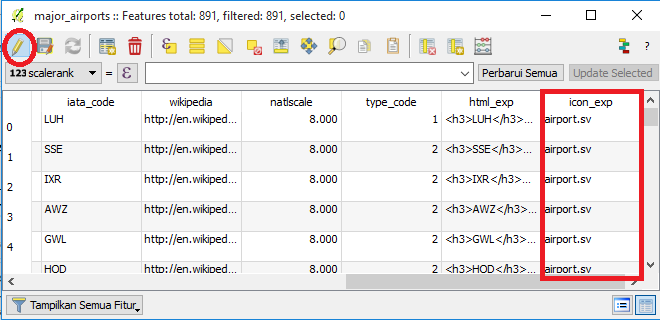 major_airports :: Features total: 891, filtered: 891, selected: 0
?
123 scalerank = ε Perbarui Semua Update Selected
iata_code wikipedia natlscale type_code html_exp icon_exp
0 LUH http://en.wikiped... 8.000 1 <h3>LUH</h3>... airport.sv
1 SSE http://en.wikiped... 8.000 2 <h3>SSE</h3>... airport.sv
2 IXR http://en.wikiped... 8.000 2 <h3>IXR</h3>... airport.sv
3 AWZ http://en.wikiped... 8.000 2 <h3>AWZ</h3>... airport.sv
4 GWL http://en.wikiped... 8.000 2 <h3>GWL</h3>... airport.sv
HOD http://en.wikiped... 8.000 2 <h3>HOD</h3>... airport.sv
Tampilkan Semua Fitur